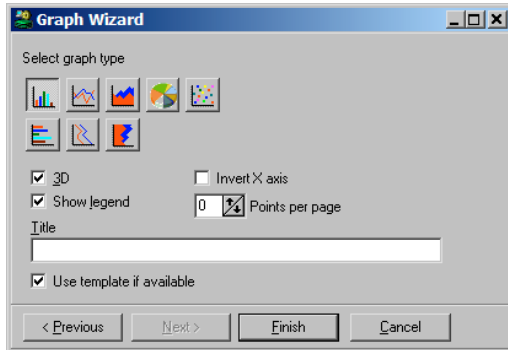 Graph Wizard
Select graph type
3D
Invert X axis
Show legend
0 Points per page
Title
Use template if available
< Previous Next > Finish Cancel